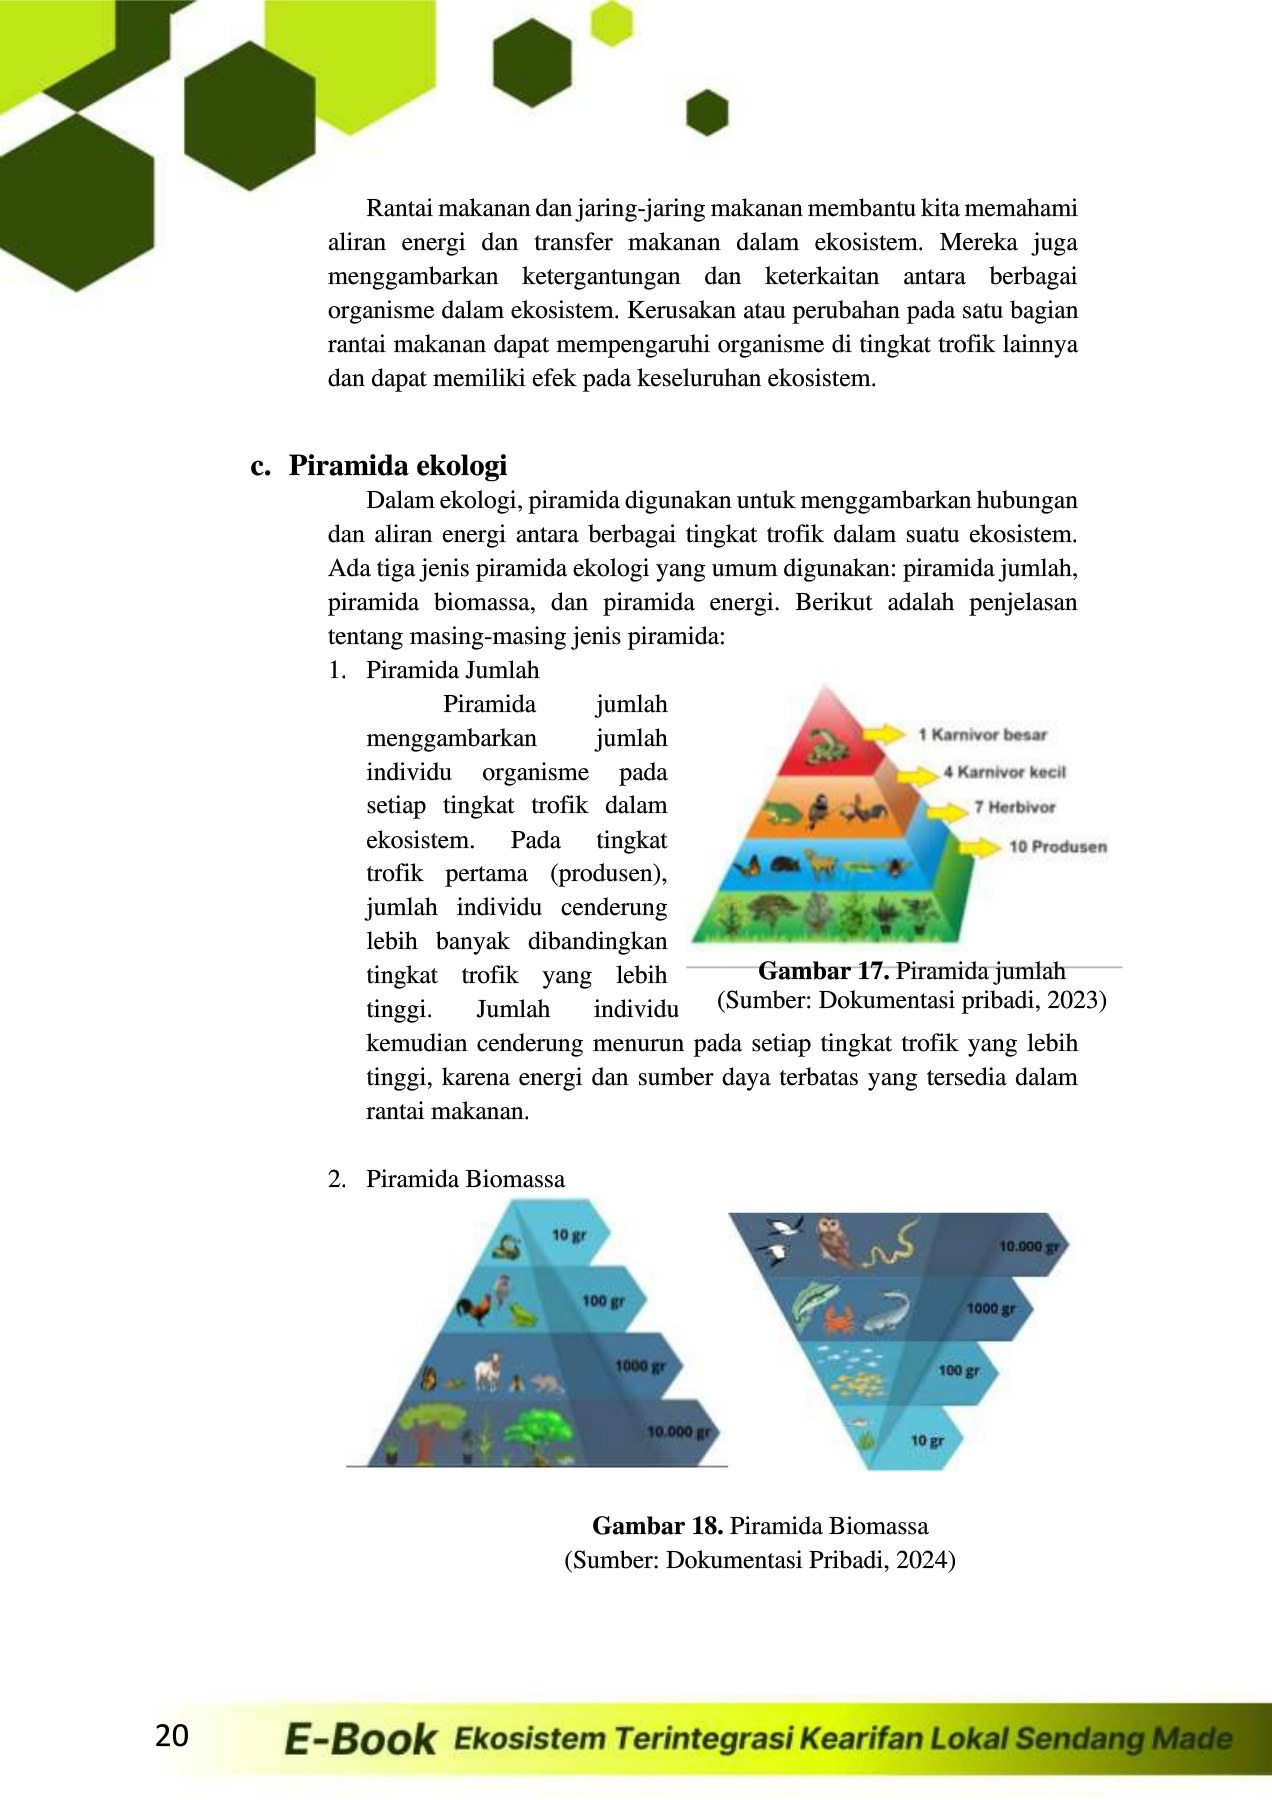 Rantai makanan dan jaring-jaring makanan membantu kita memahami
aliran energi dan transfer makanan dalam ekosistem. Mereka juga
menggambarkan ketergantungan dan keterkaitan antara berbagai
organisme dalam ekosistem. Kerusakan atau perubahan pada satu bagian
rantai makanan dapat mempengaruhi organisme di tingkat trofik lainnya
dan dapat memiliki efek pada keseluruhan ekosistem.
c. Piramida ekologi
Dalam ekologi, piramida digunakan untuk menggambarkan hubungan
dan aliran energi antara berbagai tingkat trofik dalam suatu ekosistem.
Ada tiga jenis piramida ekologi yang umum digunakan: piramida jumlah,
piramida biomassa, dan piramida energi. Berikut adalah penjelasan
tentang masing-masing jenis piramida:
1. Piramida Jumlah
Piramida jumlah
menggambarkan jumlah
individu organisme pada
setiap tingkat trofik dalam
ekosistem. Pada tingkat
trofik pertama (produsen),
jumlah individu cenderung
lebih banyak dibandingkan
tingkat trofik yang lebih
tinggi. Jumlah individu
kemudian cenderung menurun pada setiap tingkat trofik yang lebih
tinggi, karena energi dan sumber daya terbatas yang tersedia dalam
rantai makanan.
1 Karnivor besar
4 Karnivor kecil
7 Herbivor
10 Produsen
Gambar 17. Piramida jumlah
(Sumber: Dokumentasi pribadi, 2023)
2. Piramida Biomassa
10 gr
100 gr
1000 gr
10.000 gr
10.000 gr
1000 gr
100 gr
10 gr
Gambar 18. Piramida Biomassa
(Sumber: Dokumentasi Pribadi, 2024)
20
E-Book Ekosistem Terintegrasi Kearifan Lokal Sendang Made